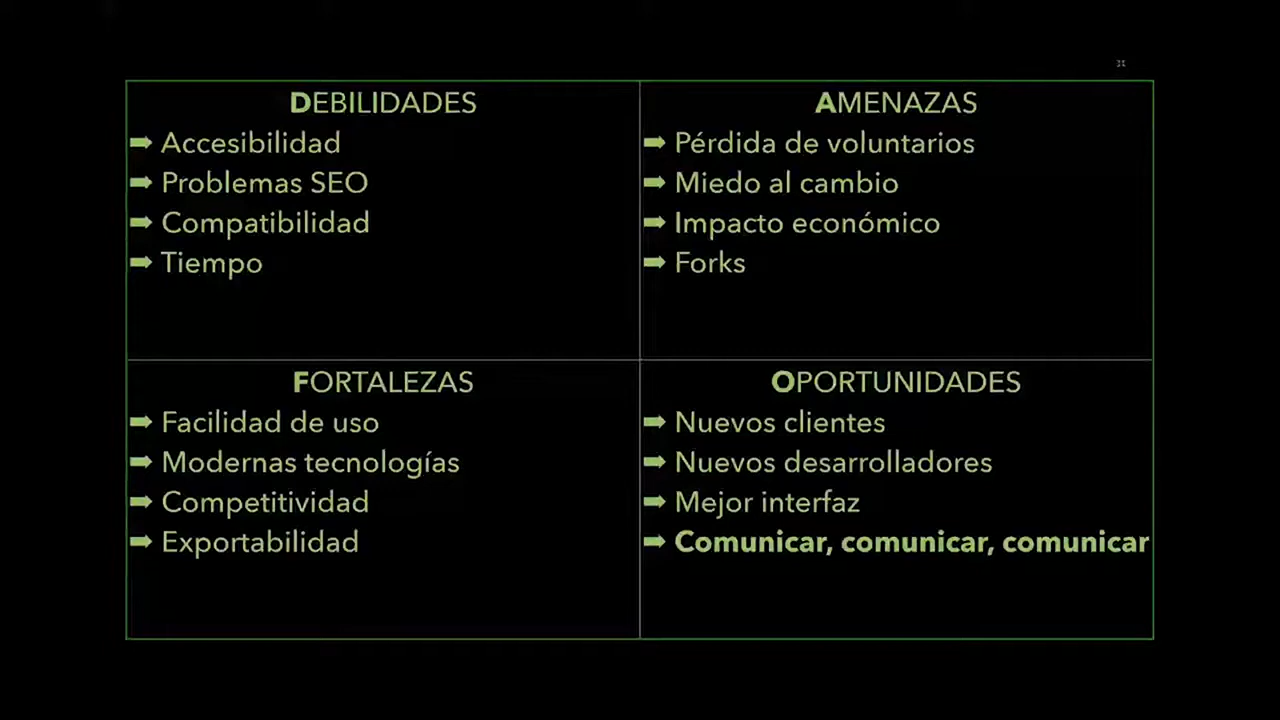 DEBILIDADES
➡ Accesibilidad
➡ Problemas SEO
➡ Compatibilidad
➡ Tiempo
AMENAZAS
➡ Pérdida de voluntarios
➡ Miedo al cambio
➡ Impacto económico
➡ Forks
FORTALEZAS
➡ Facilidad de uso
➡ Modernas tecnologías
➡ Competitividad
➡ Exportabilidad
OPORTUNIDADES
➡ Nuevos clientes
➡ Nuevos desarrolladores
➡ Mejor interfaz
➡ Comunicar, comunicar, comunicar